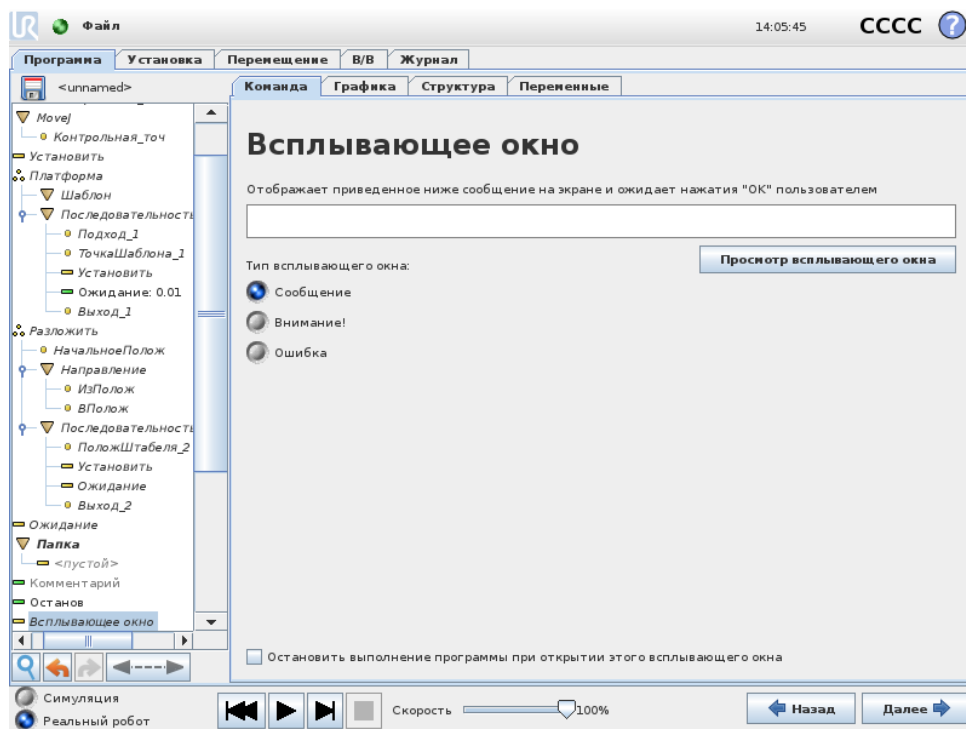 UR Файл 14:05:45 CCCC ?
Программа Установка Перемещение В/В Журнал
<unnamed>
Команда Графика Структура Переменные
MoveJ
Контрольная_точ
Установить
Платформа
Шаблон
Последовательность
Подход_1
ТочкаШаблона_1
Установить
Ожидание: 0.01
Выход_1
Разложить
НачальноеПолож
Направление
ИзПолож
ВПолож
Последовательность
ПоложШтабеля_2
Установить
Ожидание
Выход_2
Ожидание
Папка
<пустой>
Комментарий
Останов
Всплывающее окно
Всплывающее окно
Отображает приведенное ниже сообщение на экране и ожидает нажатия "ОК" пользователем
Просмотр всплывающего окна
Тип всплывающего окна:
Сообщение
Внимание!
Ошибка
Остановить выполнение программы при открытии этого всплывающего окна
Симуляция
Реальный робот
Скорость 100%
Назад Далее